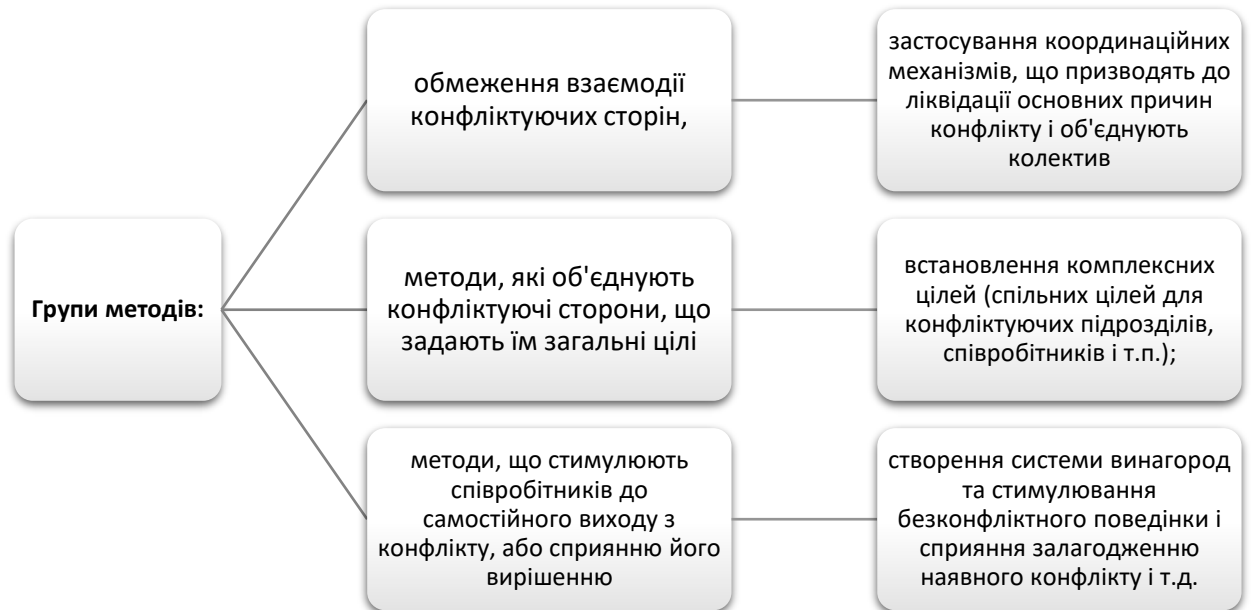 Групи методів:
обмеження взаємодії
конфліктуючих сторін,
застосування координаційних
механізмів, що призводять до
ліквідації основних причин
конфлікту і об'єднують
колектив
методи, які об'єднують
конфліктуючі сторони, що
задають їм загальні цілі
встановлення комплексних
цілей (спільних цілей для
конфліктуючих підрозділів,
співробітників і т.п.);
методи, що стимулюють
співробітників до
самостійного виходу з
конфлікту, або сприянню його
вирішенню
створення системи винагород
та стимулювання
безконфліктного поведінки і
сприяння залагодженню
наявного конфлікту і т.д.